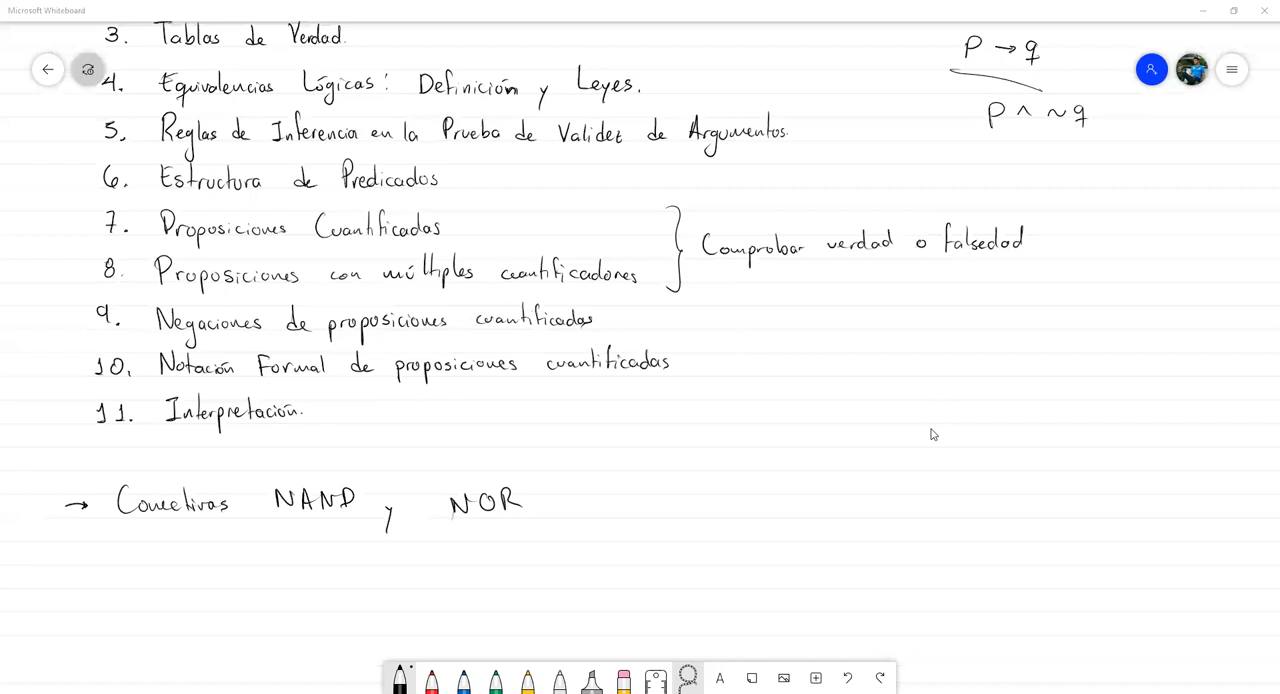 Microsoft Whiteboard
3. Tablas de Verdad.
P → q
4. Equivalencias Lógicas: Definición y Leyes.
P ∧ ~q
5. Reglas de Inferencia en la Prueba de Validez de Argumentos.
6. Estructura de Predicados
7. Proposiciones Cuantificadas
Comprobar verdad o falsedad
8. Proposiciones con múltiples cuantificadores
9. Negaciones de proposiciones cuantificadas
10. Notación Formal de proposiciones cuantificadas
11. Interpretación.
→ Conectivas NAND y NOR